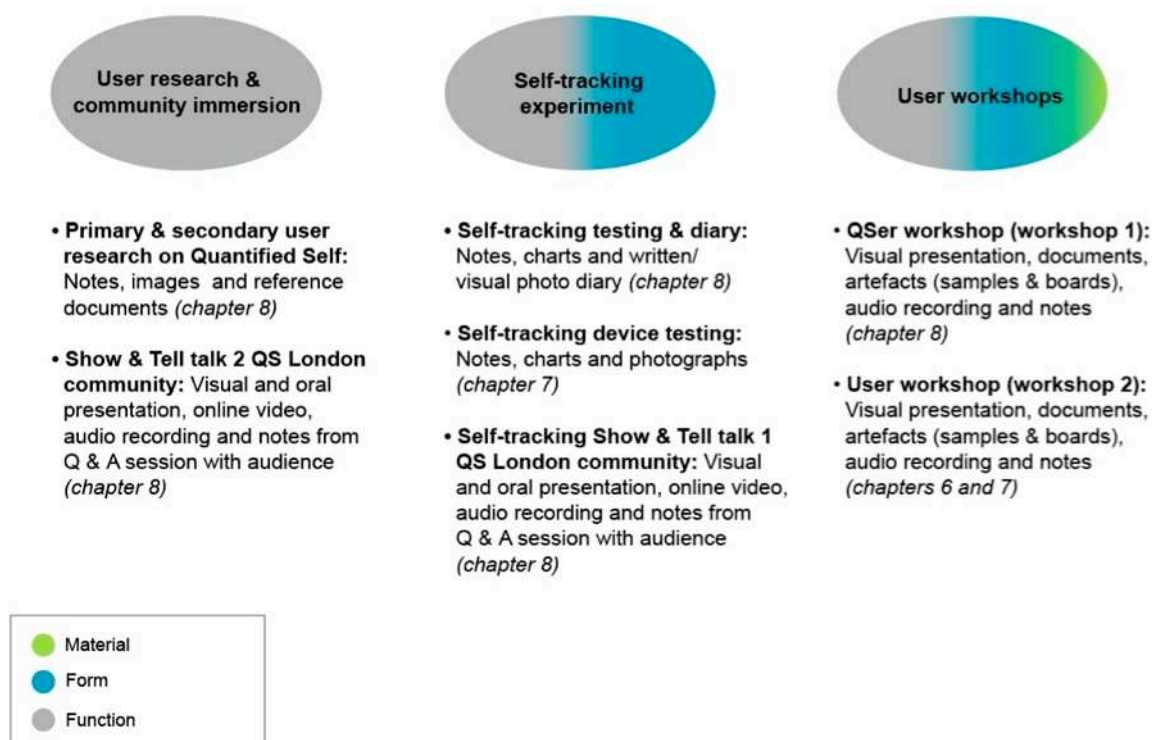 User research &
community immersion
Self-tracking
experiment
User workshops
• Primary & secondary user
research on Quantified Self:
Notes, images and reference
documents (chapter 8)
• Show & Tell talk 2 QS London
community: Visual and oral
presentation, online video,
audio recording and notes from
Q & A session with audience
(chapter 8)
• Self-tracking testing & diary:
Notes, charts and written/
visual photo diary (chapter 8)
• Self-tracking device testing:
Notes, charts and photographs
(chapter 7)
• Self-tracking Show & Tell talk 1
QS London community: Visual
and oral presentation, online video,
audio recording and notes from
Q & A session with audience
(chapter 8)
• QSer workshop (workshop 1):
Visual presentation, documents,
artefacts (samples & boards),
audio recording and notes
(chapter 8)
• User workshop (workshop 2):
Visual presentation, documents,
artefacts (samples & boards),
audio recording and notes
(chapters 6 and 7)
Material
Form
Function